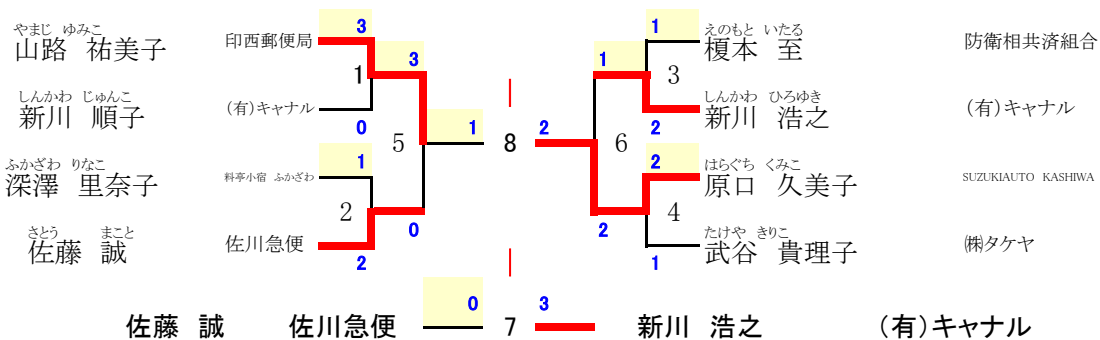 やまじ ゆみこ
山路 祐美子 印西郵便局 3
1
しんかわ じゅんこ
新川 順子 (有)キャナル 0
5 3
ふかざわ りなこ
深澤 里奈子 料亭小宿 ふかざわ 1
2 0
さとう まこと
佐藤 誠 佐川急便 2
1 8 2
1 えのもと いたる
榎本 至 防衛相共済組合
1 3
しんかわ ひろゆき
2 新川 浩之 (有)キャナル
6
はらぐち くみこ
2 原口 久美子 SUZUKIAUTO KASHIWA
2 4
たけや きりこ
1 武谷 貴理子 ㈱タケヤ
佐藤 誠 佐川急便 0 7 3 新川 浩之 (有)キャナル